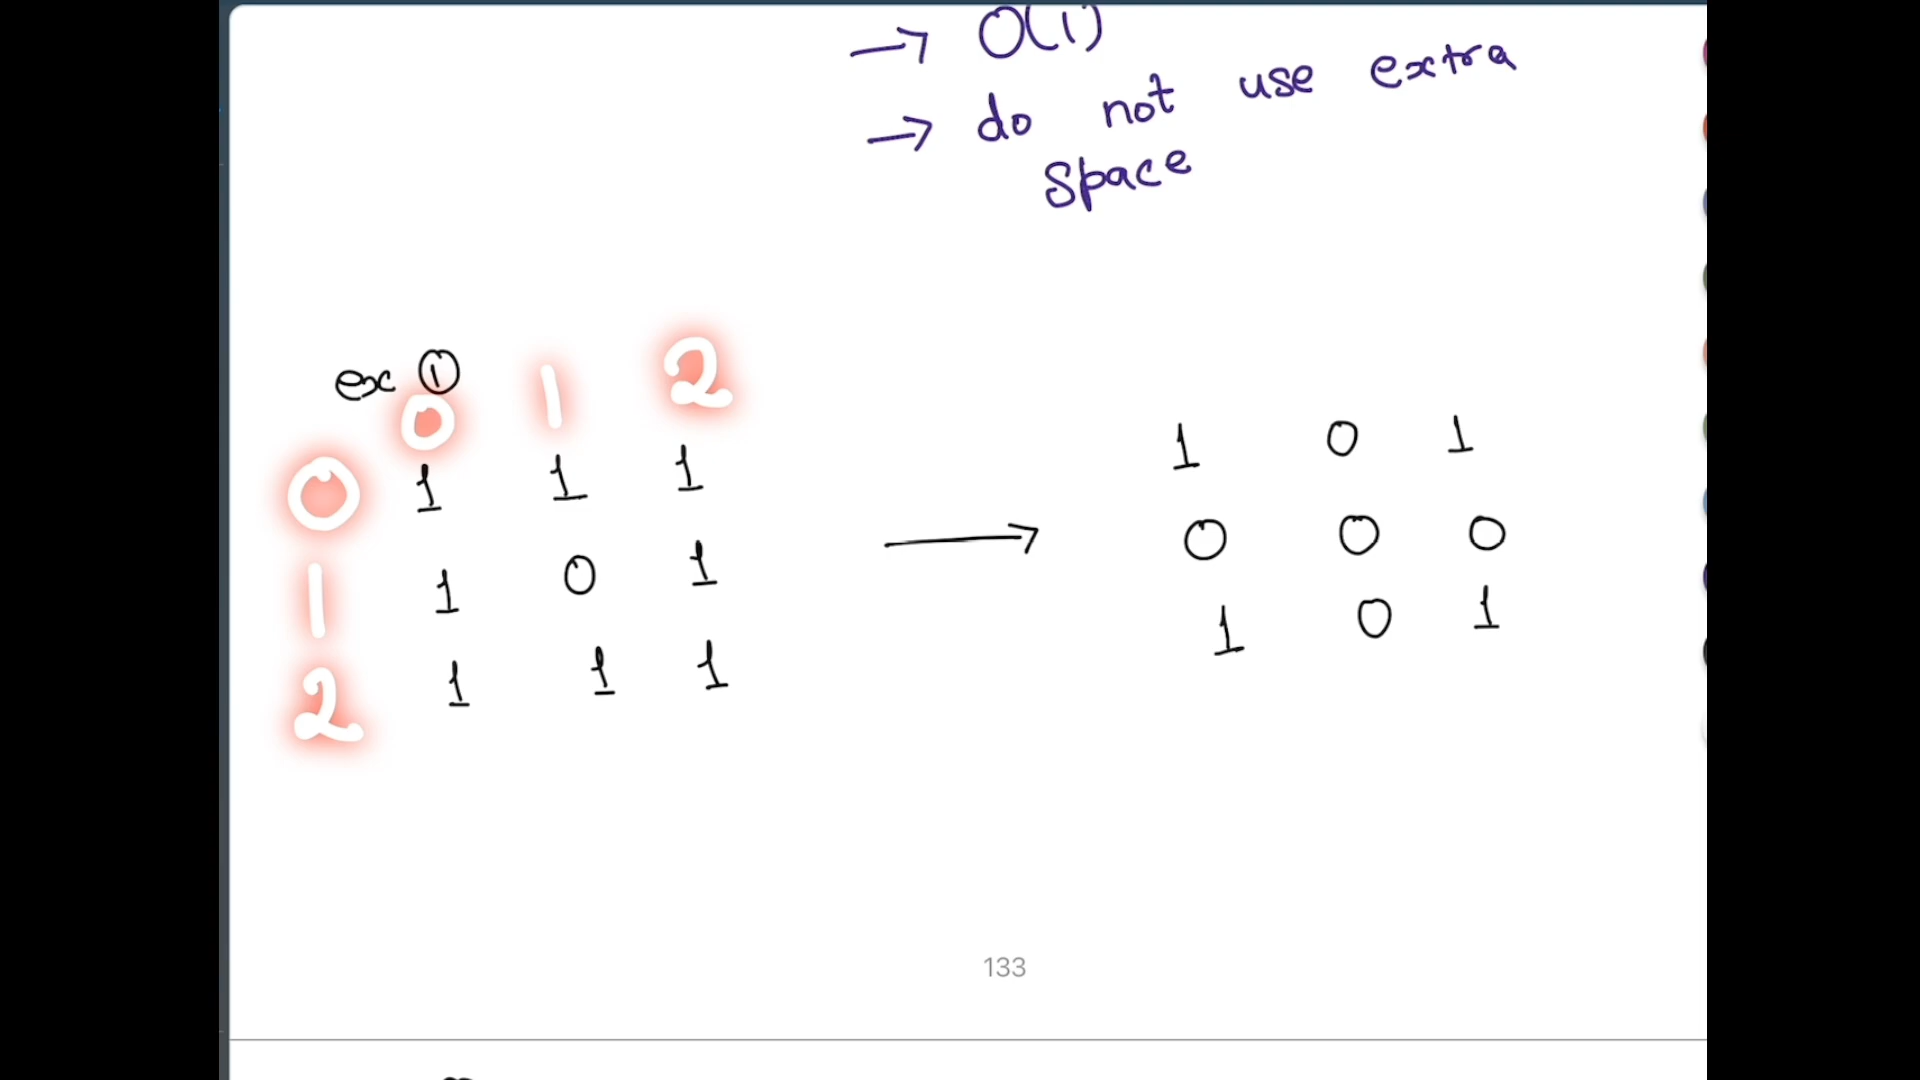 → O(1)
→ do not use extra
space
ex ①
0 1 2
0 1 1 1
1 1 0 1
2 1 1 1
→
1 0 1
0 0 0
1 0 1
133